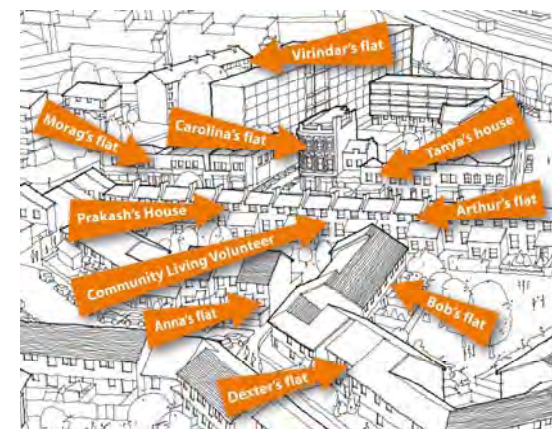 Virindar's flat
Morag's flat
Carolina's flat
Tanya's house
Prakash's House
Arthur's flat
Community Living Volunteer
Anna's flat
Bob's flat
Dexter's flat